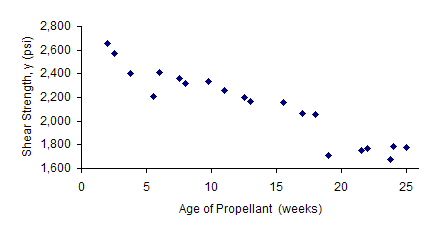 2,800
2,600
2,400
2,200
2,000
1,800
1,600
Shear Strength, y (psi)
0 5 10 15 20 25
Age of Propellant (weeks)